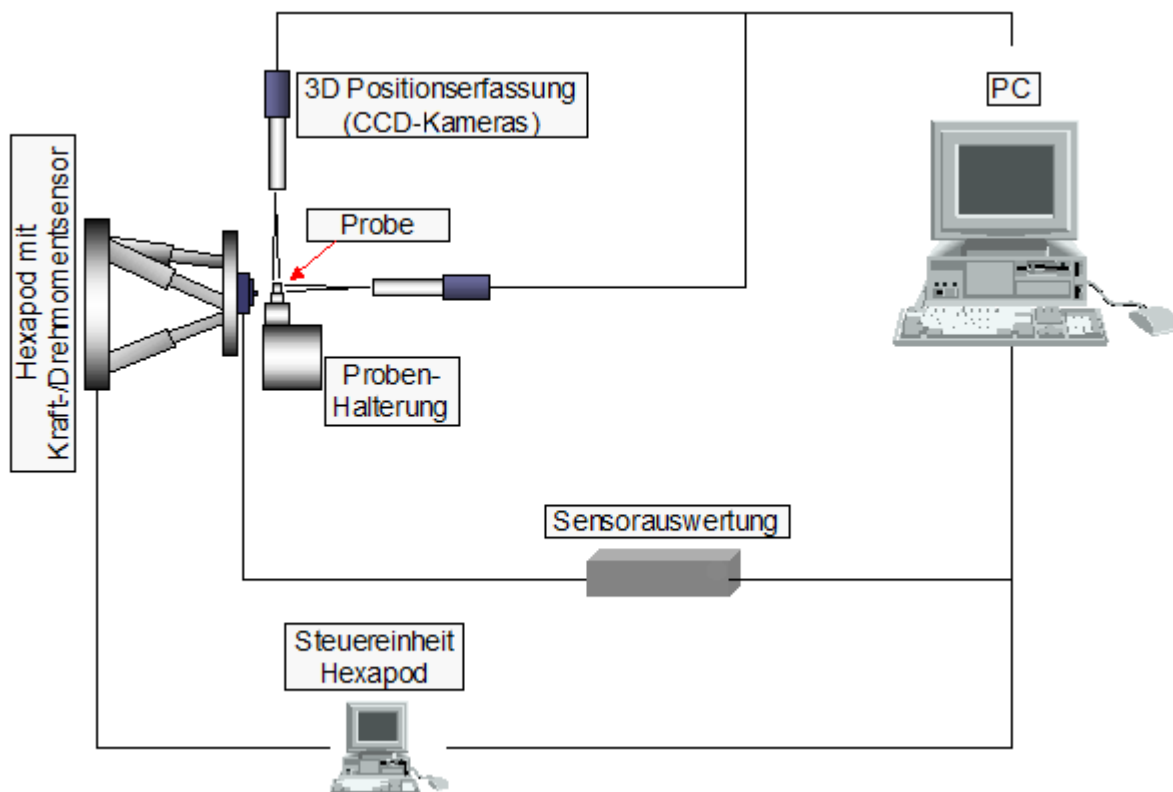 3D Positionserfassung
(CCD-Kameras)
PC
Hexapod mit
Kraft-/Drehmomentsensor
Probe
Proben-
Halterung
Sensorauswertung
Steuereinheit
Hexapod